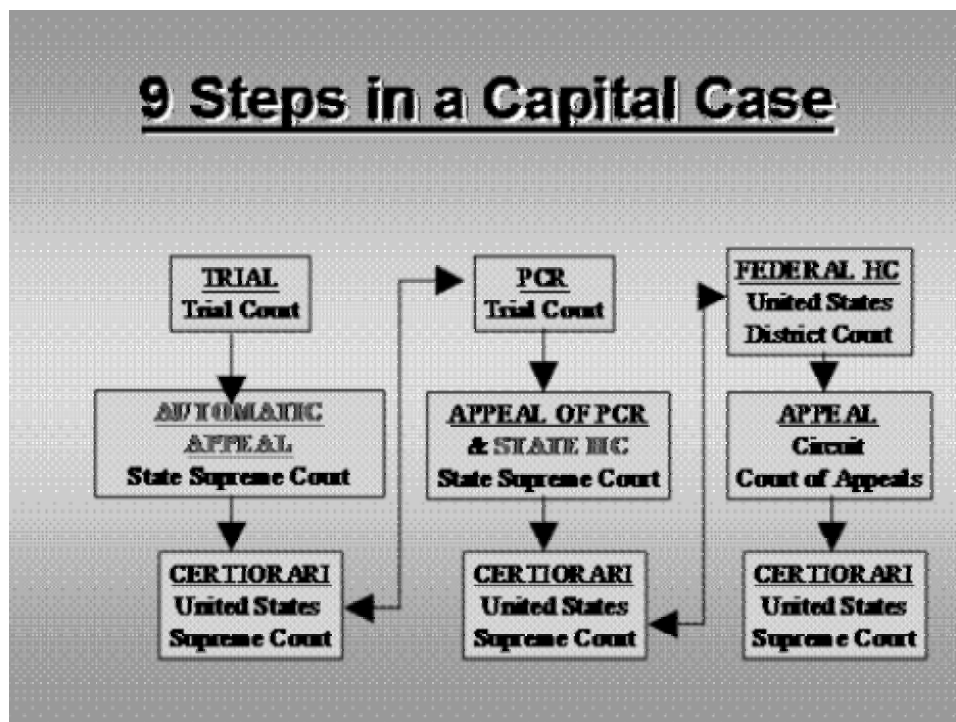 9 Steps in a Capital Case
TRIAL
Trial Court
AUTOMATIC
APPEAL
State Supreme Court
CERTIORARI
United States
Supreme Court
PCR
Trial Court
APPEAL OF PCR
& STATE HC
State Supreme Court
CERTIORARI
United States
Supreme Court
FEDERAL HC
United States
District Court
APPEAL
Circuit
Court of Appeals
CERTIORARI
United States
Supreme Court